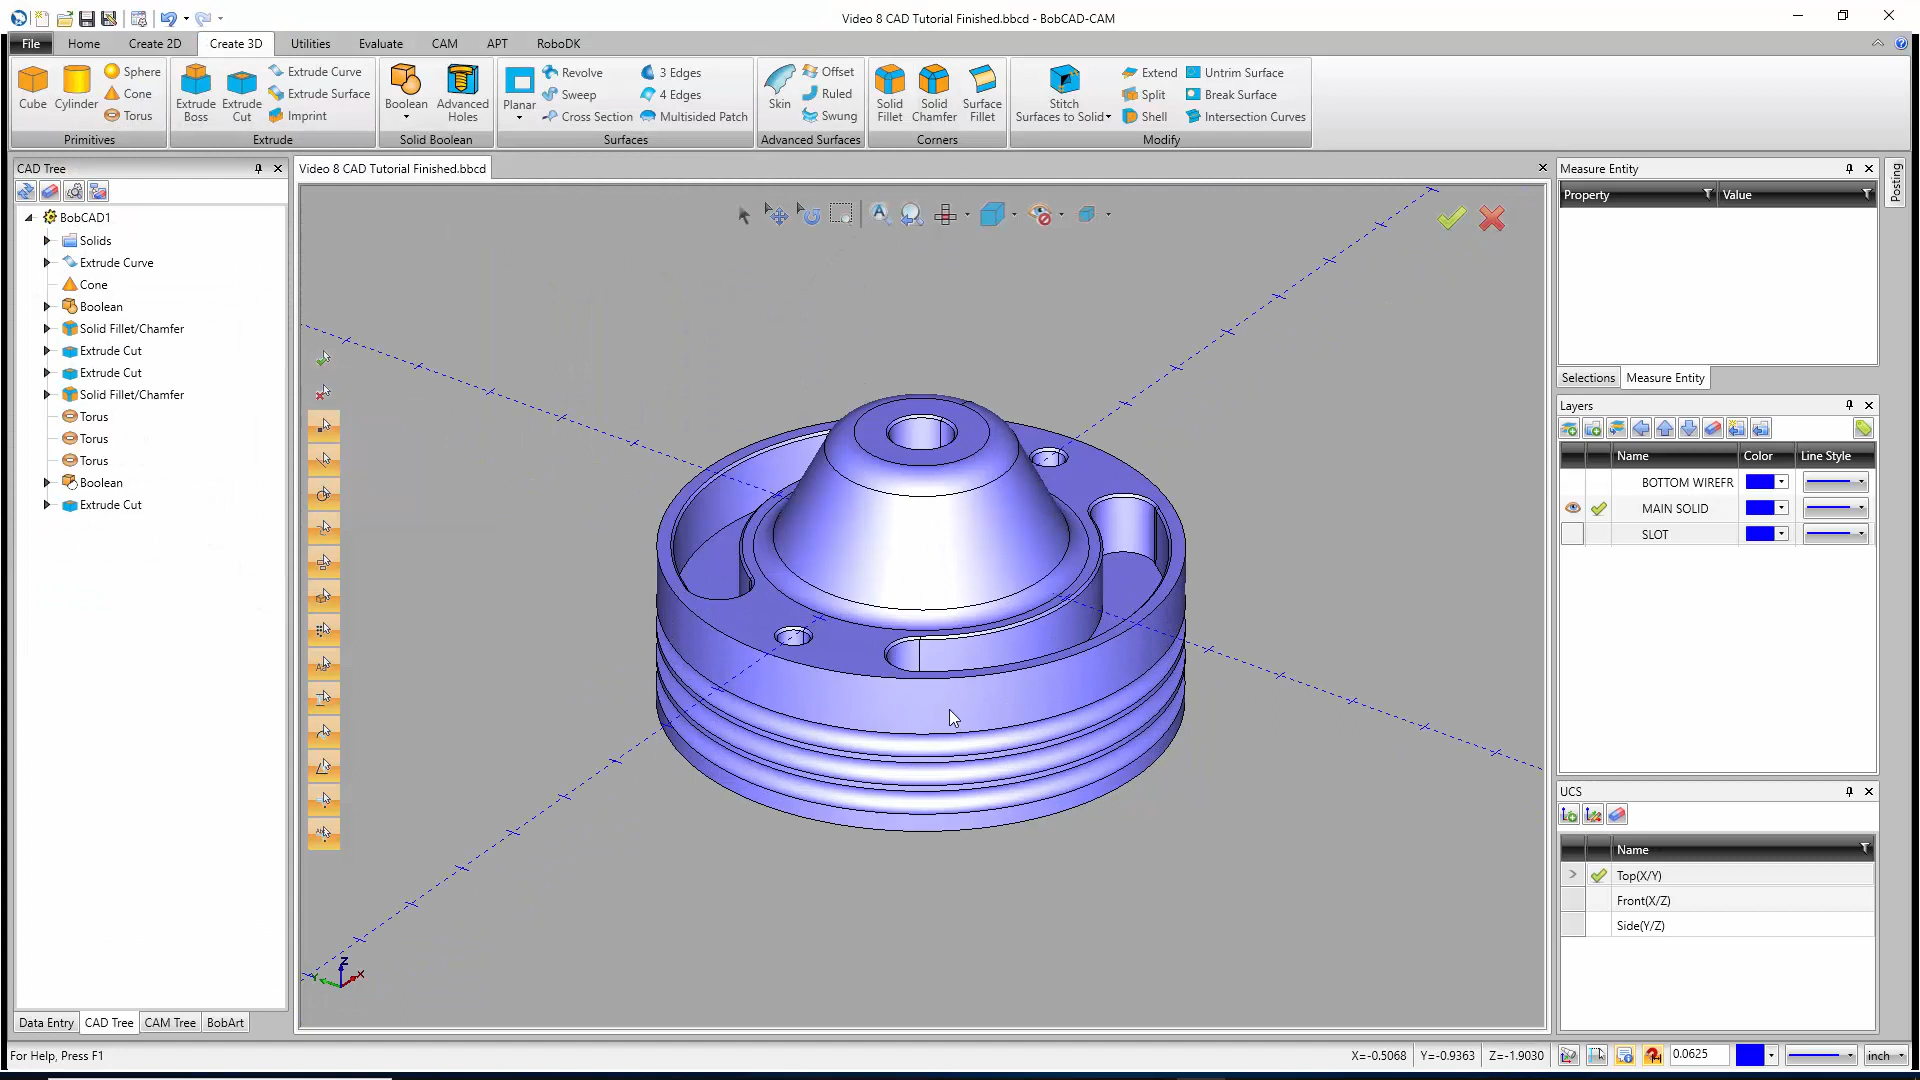 Video 8 CAD Tutorial Finished.bbcd - BobCAD-CAM
File Home Create 2D Create 3D Utilities Evaluate CAM APT RoboDK
Cube Cylinder Sphere Cone Torus
Primitives
Extrude Boss Extrude Cut Extrude Curve Extrude Surface Imprint
Extrude
Boolean Advanced Holes
Solid Boolean
Planar Revolve Sweep Cross Section 3 Edges 4 Edges Multisided Patch
Surfaces
Skin Offset Ruled Swung
Advanced Surfaces
Solid Fillet Solid Chamfer Surface Fillet
Corners
Stitch Surfaces to Solid Extend Split Shell Untrim Surface Break Surface Intersection Curves
Modify
CAD Tree
BobCAD1
Solids
Extrude Curve
Cone
Boolean
Solid Fillet/Chamfer
Extrude Cut
Extrude Cut
Solid Fillet/Chamfer
Torus
Torus
Torus
Boolean
Extrude Cut
Data Entry CAD Tree CAM Tree BobArt
Video 8 CAD Tutorial Finished.bbcd
Z
X
Y
Measure Entity
Property Value
Selections Measure Entity
Posting
Layers
Name Color Line Style
BOTTOM WIREFR
MAIN SOLID
SLOT
UCS
Name
Top(X/Y)
Front(X/Z)
Side(Y/Z)
For Help, Press F1
X=-0.5068 Y=-0.9363 Z=-1.9030 0.0625 inch